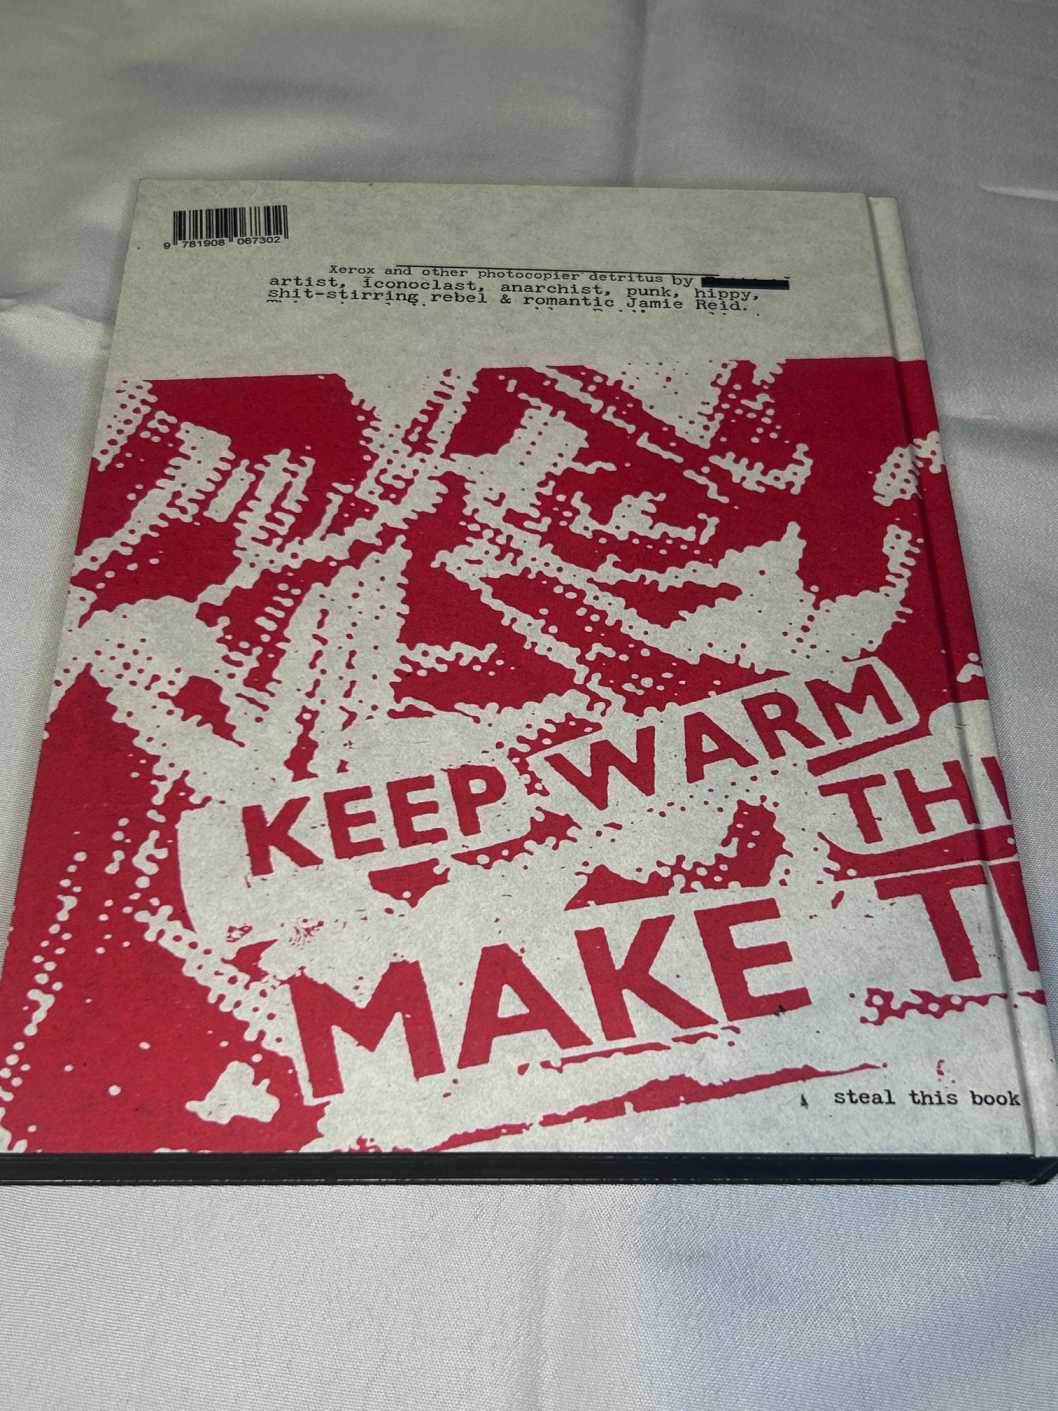 9 781908 067302
Xerox and other photocopier detritus by
artist, iconoclast, anarchist, punk, hippy,
shit-stirring rebel & romantic Jamie Reid.
KEEP WARM
MAKE
steal this book